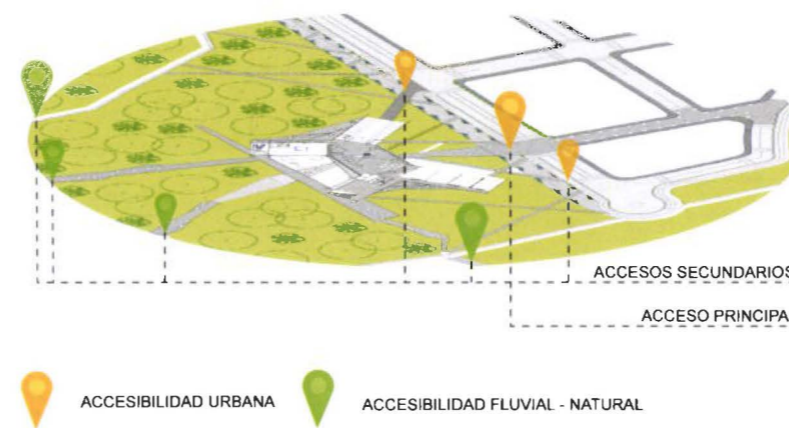 ACCESOS SECUNDARIOS
ACCESO PRINCIPA
ACCESIBILIDAD URBANA
ACCESIBILIDAD FLUVIAL - NATURAL